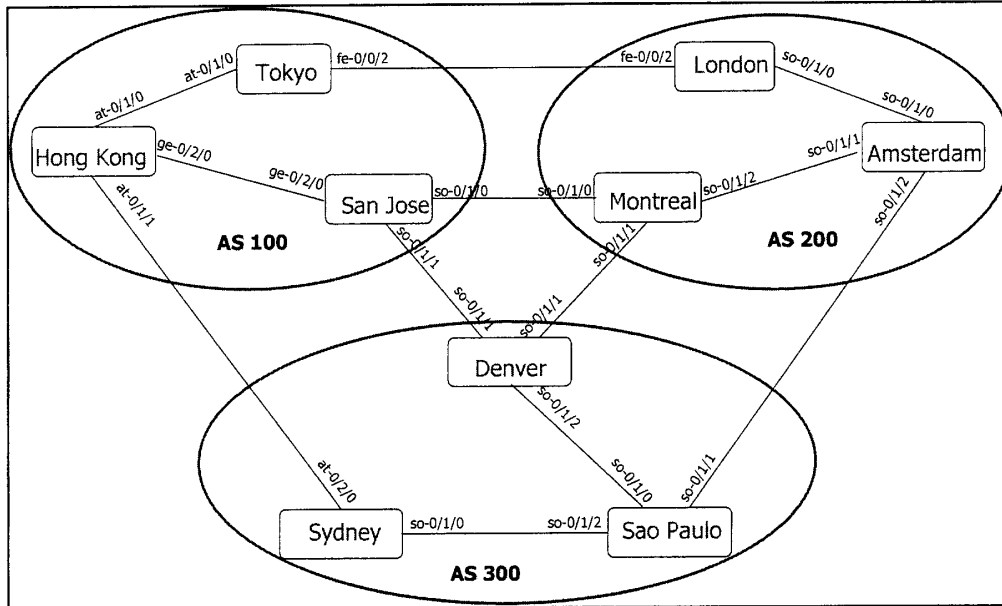 Tokyo
London
Hong Kong
Amsterdam
San Jose
Montreal
AS 100
AS 200
Denver
Sydney
Sao Paulo
AS 300
at-0/1/0
fe-0/0/2
fe-0/0/2
so-0/1/0
at-0/1/0
so-0/1/0
ge-0/2/0
so-0/1/1
ge-0/2/0
so-0/1/0
so-0/1/0
so-0/1/2
at-0/1/1
so-0/1/2
so-0/1/1
so-0/1/1
so-0/1/1
so-0/1/1
so-0/1/2
at-0/2/0
so-0/1/0
so-0/1/1
so-0/1/0
so-0/1/2